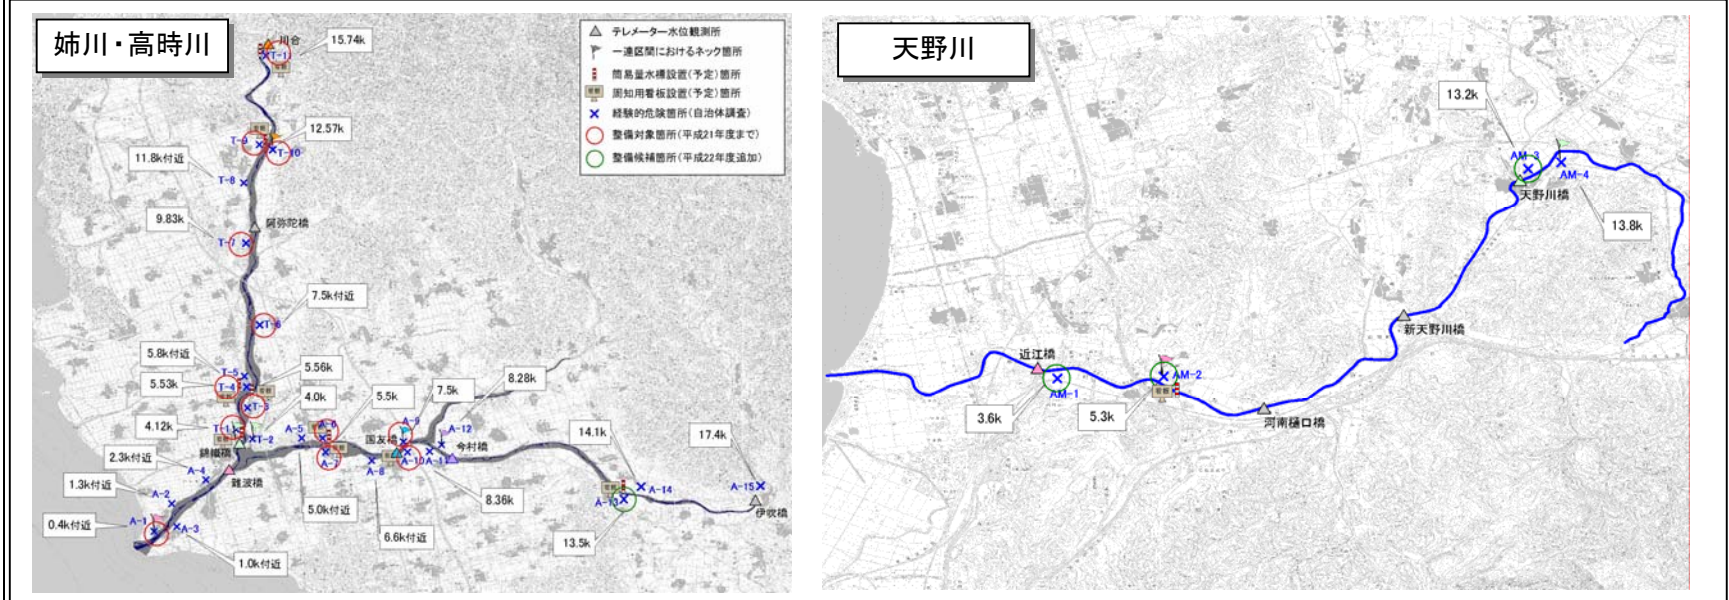 姉川・高時川
テレメーター水位観測所
一連区間におけるネック箇所
簡易量水標設置(予定)箇所
周知用看板設置(予定)箇所
経験的危険箇所(自治体調査)
整備対象箇所(平成21年度まで)
整備候補箇所(平成22年度追加)
川合
15.74k
T-1
12.57k
T-9
T-10
11.8k付近
T-8
9.83k
阿弥陀橋
T-7
7.5k付近
T-6
5.8k付近
T-5
5.56k
5.53k
T-4
T-3
4.0k
4.12k
T-1
T-2
錦織橋
難波橋
2.3k付近
A-4
1.3k付近
A-2
0.4k付近
A-1
A-3
1.0k付近
5.5k
A-5
A-6
A-7
5.0k付近
7.5k
8.28k
国友橋
A-9
A-12
今村橋
A-8
A-10
A-11
6.6k付近
8.36k
14.1k
17.4k
A-13
A-14
A-15
伊吹橋
13.5k
天野川
13.2k
AM-3
AM-4
天野川橋
13.8k
新天野川橋
近江橋
AM-1
AM-2
3.6k
5.3k
河南樋口橋